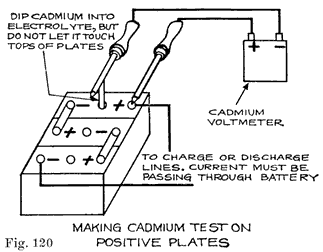 DIP CADMIUM INTO
ELECTROLYTE, BUT
DO NOT LET IT TOUCH
TOPS OF PLATES
+ -
- +
+ -
- +
CADMIUM
VOLTMETER
TO CHARGE OR DISCHARGE
LINES. CURRENT MUST BE
PASSING THROUGH BATTERY
MAKING CADMIUM TEST ON
POSITIVE PLATES
Fig. 120